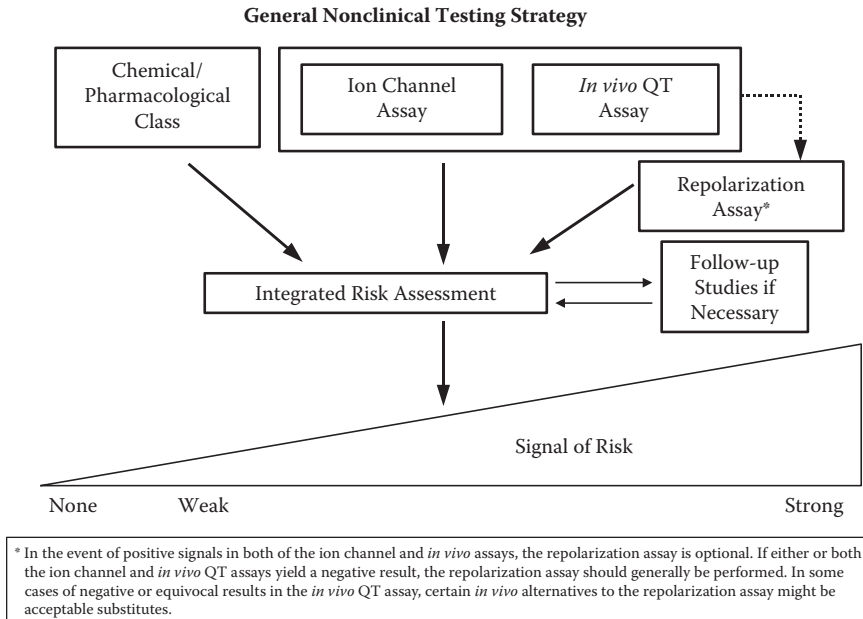 General Nonclinical Testing Strategy
Chemical/
Pharmacological
Class
Ion Channel
Assay
In vivo QT
Assay
Repolarization
Assay*
Integrated Risk Assessment
Follow-up
Studies if
Necessary
Signal of Risk
None
Weak
Strong
* In the event of positive signals in both of the ion channel and in vivo assays, the repolarization assay is optional. If either or both
the ion channel and in vivo QT assays yield a negative result, the repolarization assay should generally be performed. In some
cases of negative or equivocal results in the in vivo QT assay, certain in vivo alternatives to the repolarization assay might be
acceptable substitutes.